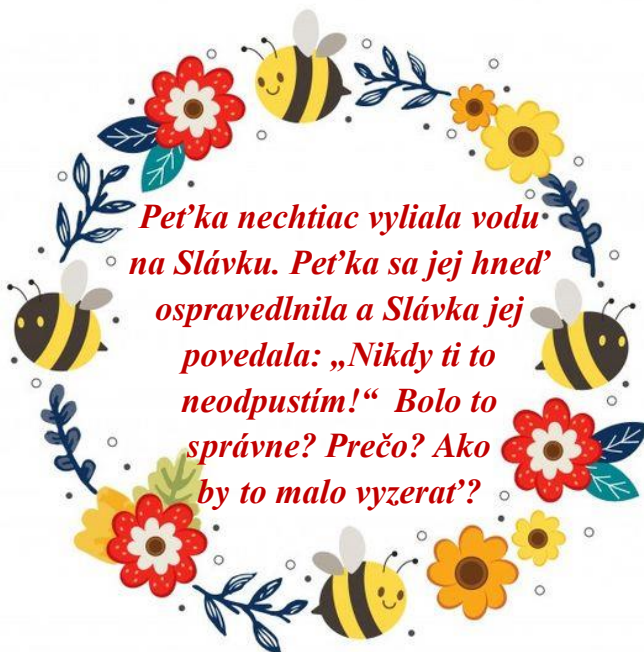 Peťka nechtiac vyliala vodu
na Slávku. Peťka sa jej hneď
ospravedlnila a Slávka jej
povedala: „Nikdy ti to
neodpustím!“ Bolo to
správne? Prečo? Ako
by to malo vyzerať?